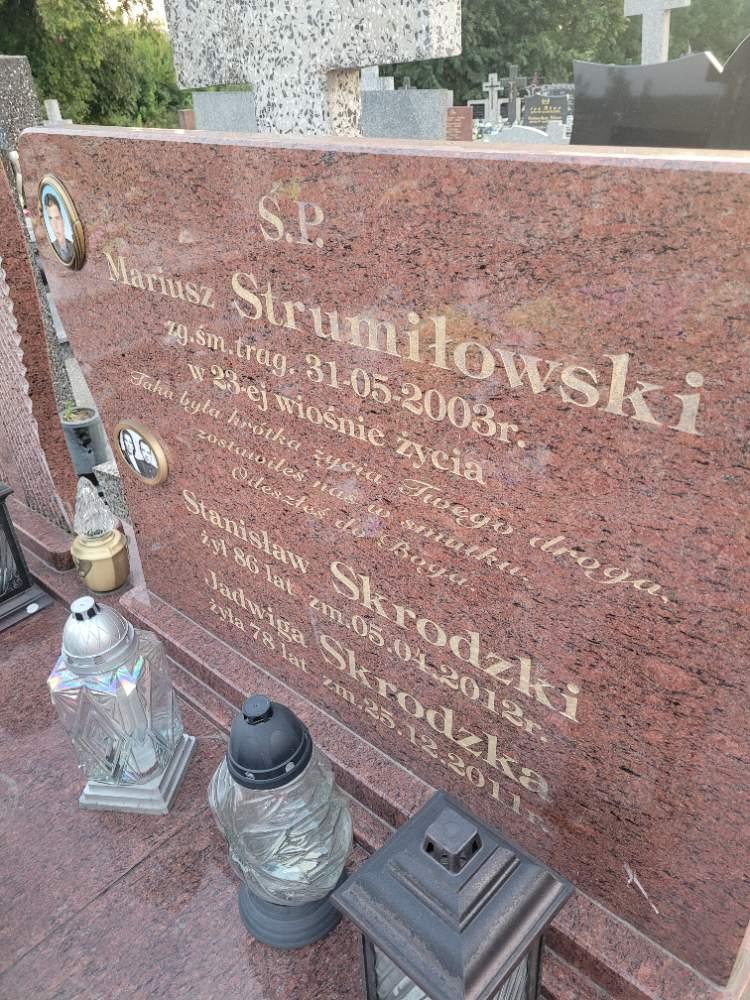 Ś.P.
Mariusz Strumiłowski
zg.śm.trag. 31-05-2003r.
w 23-ej wiośnie życia
Taka była krótka życia Twego droga,
zostawiłeś nas w smutku.
Odeszłeś do Boga.
Stanisław Skrodzki
żył 86 lat zm.05.04.2012r.
Jadwiga Skrodzka
żyła 78 lat zm.25.12.2011r.